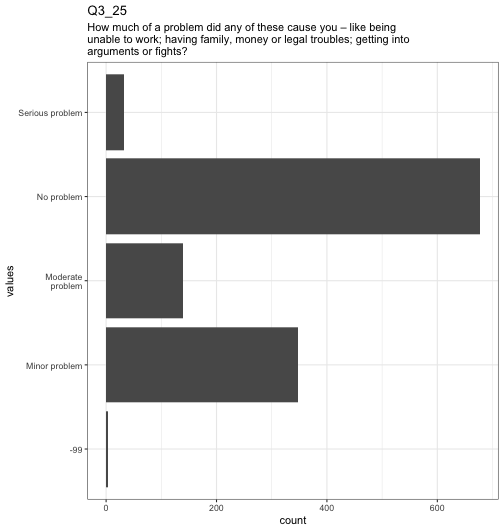 Q3_25
How much of a problem did any of these cause you – like being
unable to work; having family, money or legal troubles; getting into
arguments or fights?
Serious problem
No problem
Moderate
problem
Minor problem
-99
values
0 200 400 600
count